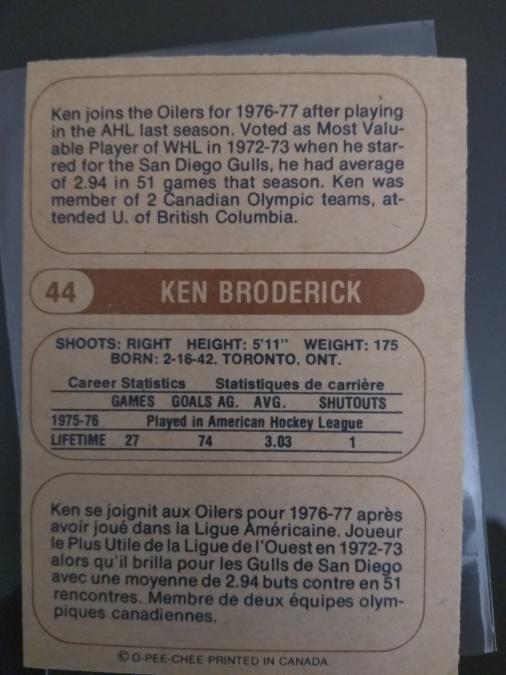 Ken joins the Oilers for 1976-77 after playing
in the AHL last season. Voted as Most Valu-
able Player of WHL in 1972-73 when he star-
red for the San Diego Gulls, he had average
of 2.94 in 51 games that season. Ken was
member of 2 Canadian Olympic teams, at-
tended U. of British Columbia.
44 KEN BRODERICK
SHOOTS: RIGHT HEIGHT: 5'11" WEIGHT: 175
BORN: 2-16-42, TORONTO, ONT.
Career Statistics Statistiques de carrière
GAMES GOALS AG. AVG. SHUTOUTS
1975-76 Played in American Hockey League
LIFETIME 27 74 3.03 1
Ken se joignit aux Oilers pour 1976-77 après
avoir joué dans la Ligue Américaine. Joueur
le Plus Utile de la Ligue de l'Ouest en 1972-73
alors qu'il brilla pour les Gulls de San Diego
avec une moyenne de 2.94 buts contre en 51
rencontres. Membre de deux équipes olym-
piques canadiennes.
© O-PEE-CHEE PRINTED IN CANADA